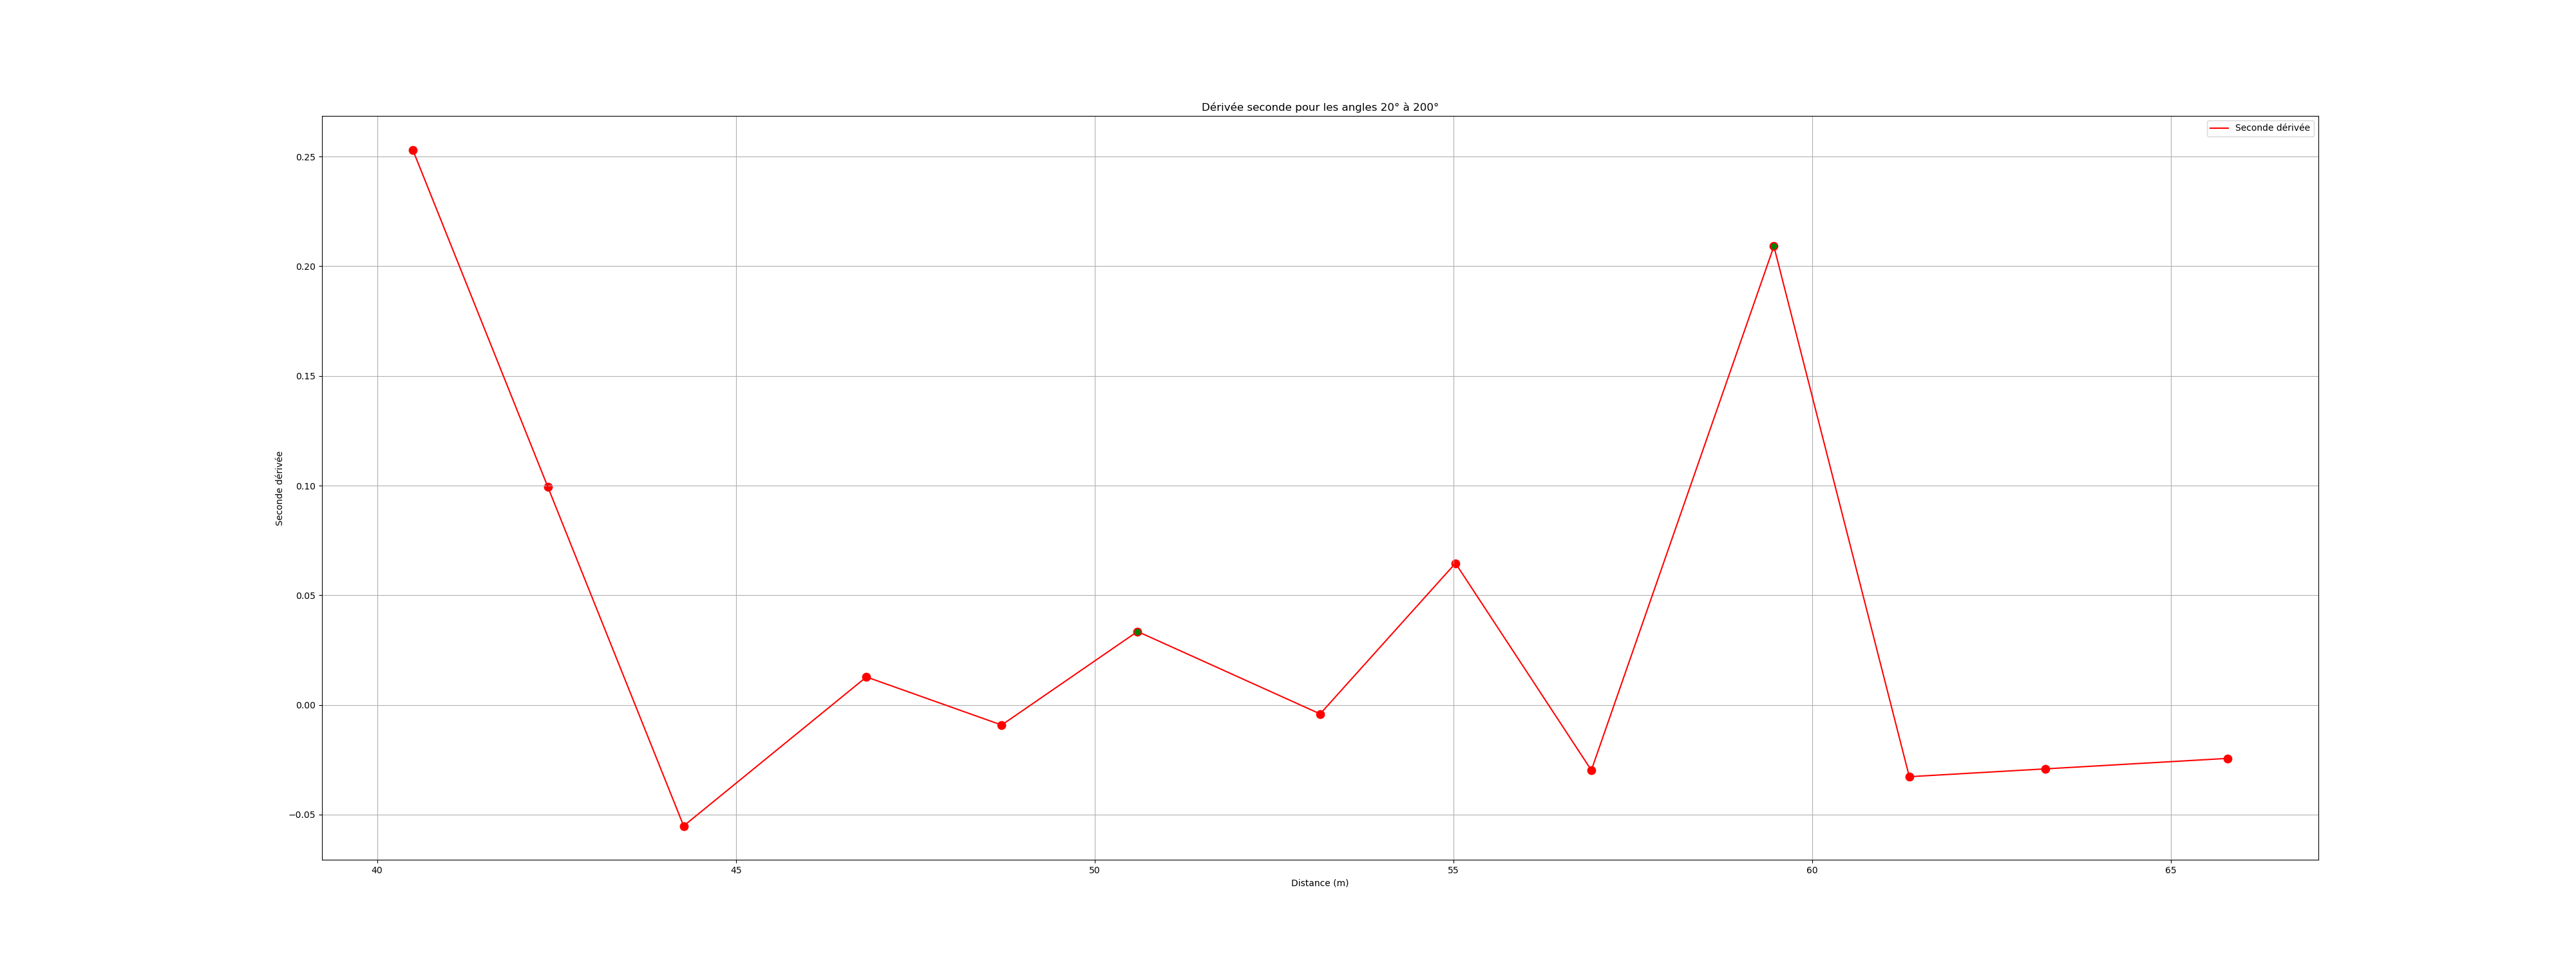 Dérivée seconde pour les angles 20° à 200°
Seconde dérivée
0.25
0.20
0.15
0.10
0.05
0.00
−0.05
Seconde dérivée
40 45 50 55 60 65
Distance (m)